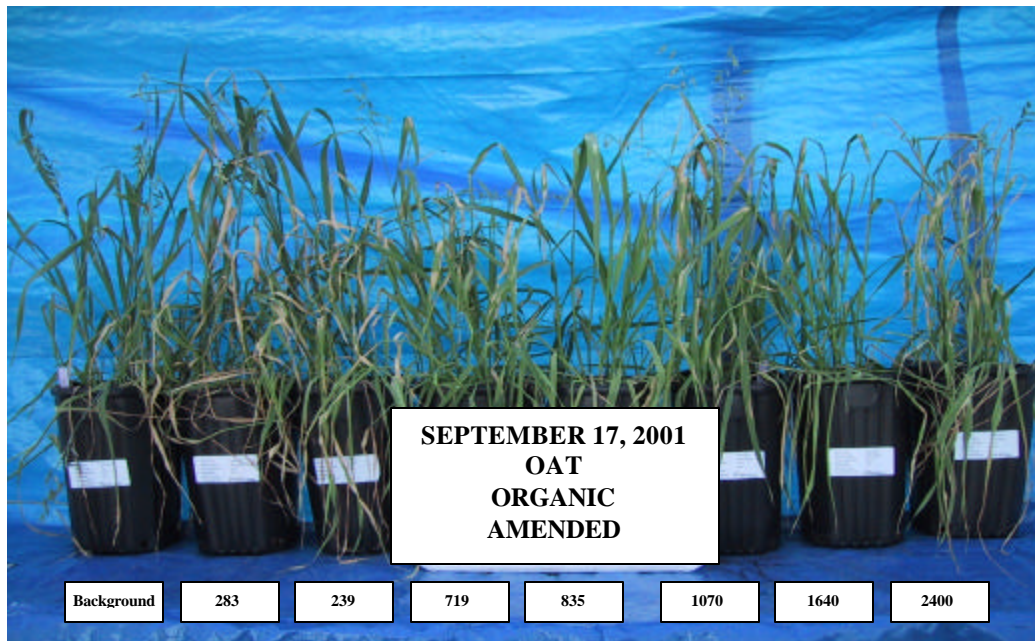 SEPTEMBER 17, 2001
OAT
ORGANIC
AMENDED
Background 283 239 719 835 1070 1640 2400